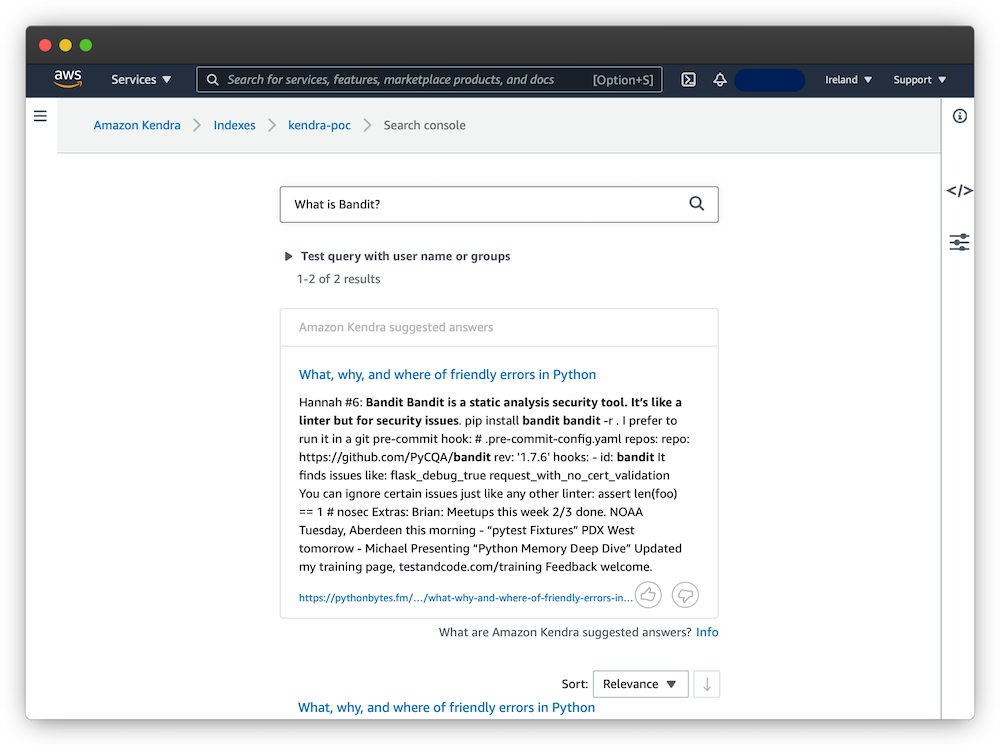 aws
Services ▼
Search for services, features, marketplace products, and docs [Option+S]
Ireland ▼
Support ▼
Amazon Kendra > Indexes > kendra-poc > Search console
</>
What is Bandit?
Test query with user name or groups
1-2 of 2 results
Amazon Kendra suggested answers
What, why, and where of friendly errors in Python
Hannah #6: Bandit Bandit is a static analysis security tool. It’s like a
linter but for security issues. pip install bandit bandit -r . I prefer to
run it in a git pre-commit hook: # .pre-commit-config.yaml repos: repo:
https://github.com/PyCQA/bandit rev: '1.7.6' hooks: - id: bandit It
finds issues like: flask_debug_true request_with_no_cert_validation
You can ignore certain issues just like any other linter: assert len(foo)
== 1 # nosec Extras: Brian: Meetups this week 2/3 done. NOAA
Tuesday, Aberdeen this morning - “pytest Fixtures” PDX West
tomorrow - Michael Presenting “Python Memory Deep Dive” Updated
my training page, testandcode.com/training Feedback welcome.
https://pythonbytes.fm/.../what-why-and-where-of-friendly-errors-in...
What are Amazon Kendra suggested answers? Info
Sort: Relevance ▼
What, why, and where of friendly errors in Python